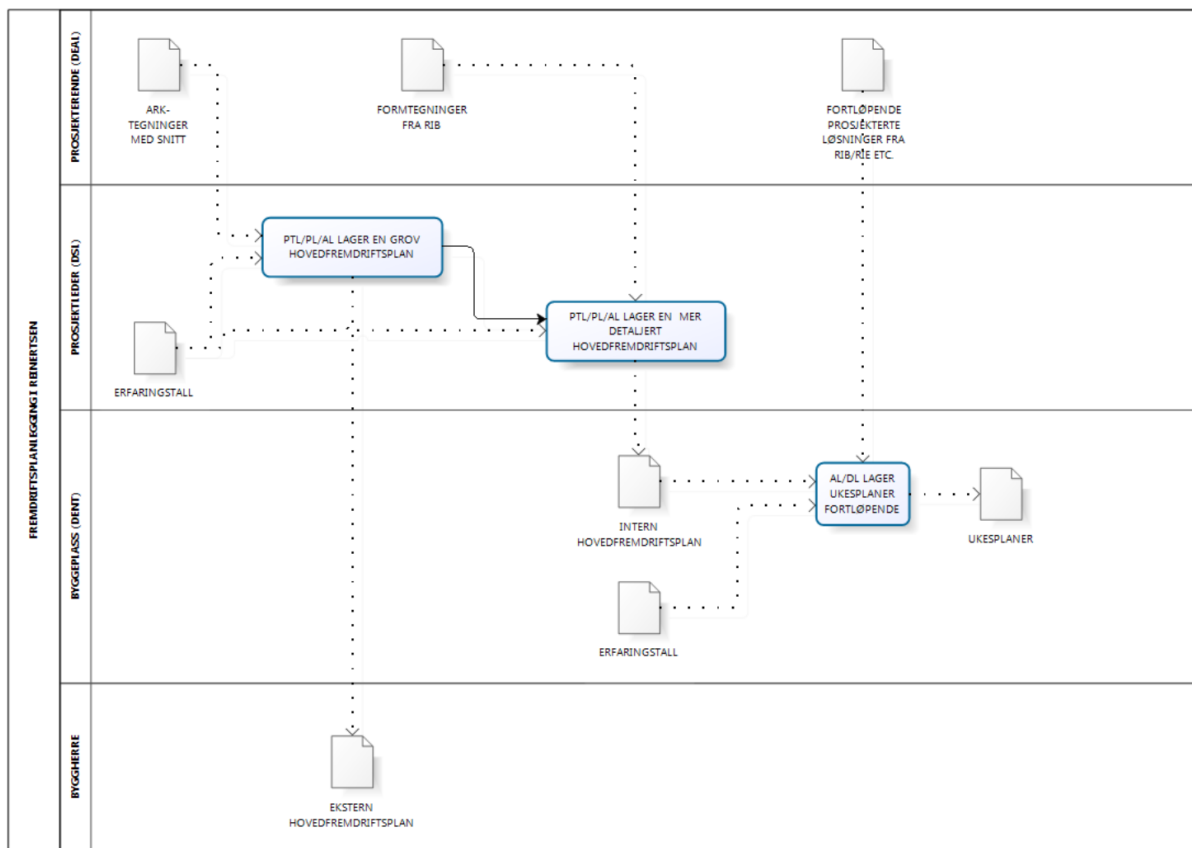 FREMDRIFTSPLANLEGGING I REINERTSEN
PROSJEKTERENDE (DEAL)
ARK-
TEGNINGER
MED SNITT
FORMTEGNINGER
FRA RIB
FORTLØPENDE
PROSJEKTERTE
LØSNINGER FRA
RIB/RIE ETC.
PROSJEKTLEDER (DSL)
PTL/PL/AL LAGER EN GROV
HOVEDFREMDRIFTSPLAN
PTL/PL/AL LAGER EN MER
DETALJERT
HOVEDFREMDRIFTSPLAN
ERFARINGSTALL
BYGGEPLASS (DENT)
INTERN
HOVEDFREMDRIFTSPLAN
AL/DL LAGER
UKESPLANER
FORTLØPENDE
UKESPLANER
ERFARINGSTALL
BYGGHERRE
EKSTERN
HOVEDFREMDRIFTSPLAN